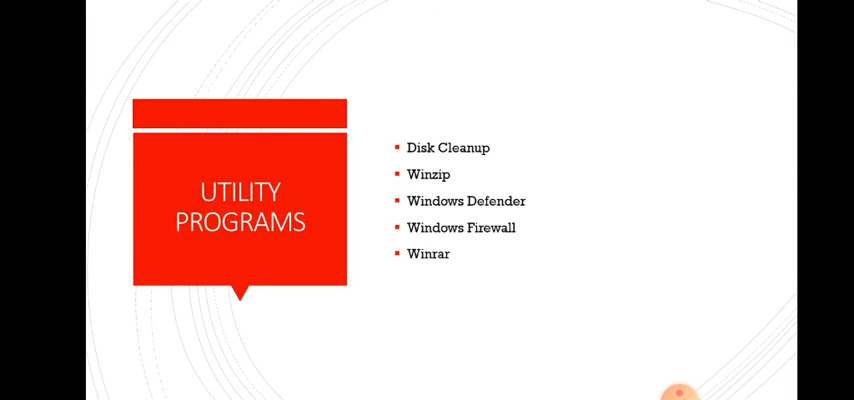 UTILITY
PROGRAMS
Disk Cleanup
Winzip
Windows Defender
Windows Firewall
Winrar